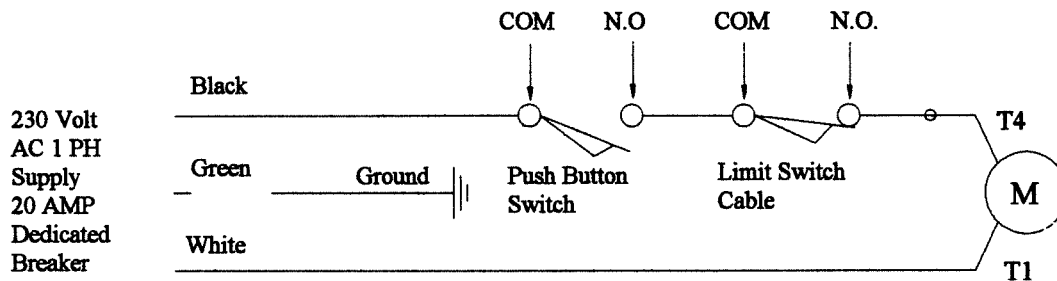 COM
N.O
COM
N.O.
Black
230 Volt
AC 1 PH
Supply
20 AMP
Dedicated
Breaker
Green
Ground
Push Button
Switch
Limit Switch
Cable
T4
M
White
T1